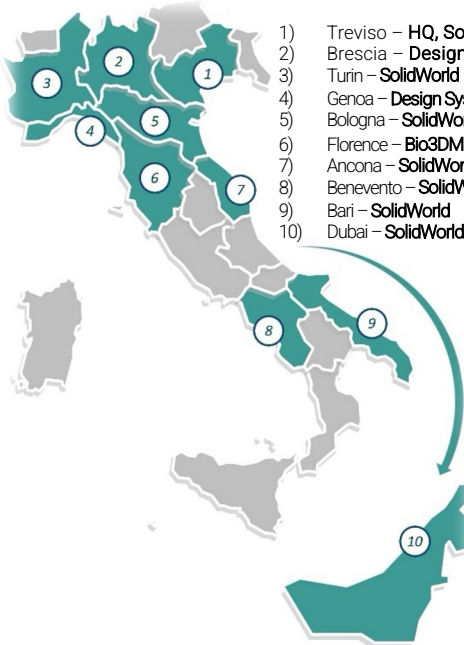 1) Treviso – HQ,
2) Brescia – Design
3) Turin – SolidWorld
4) Genoa – Design
5) Bologna –
6) Florence – Bio3DM
7) Ancona –
8) Benevento –
9) Bari – SolidWorld
10) Dubai – SolidWorld
1
2
3
4
5
6
7
8
9
10